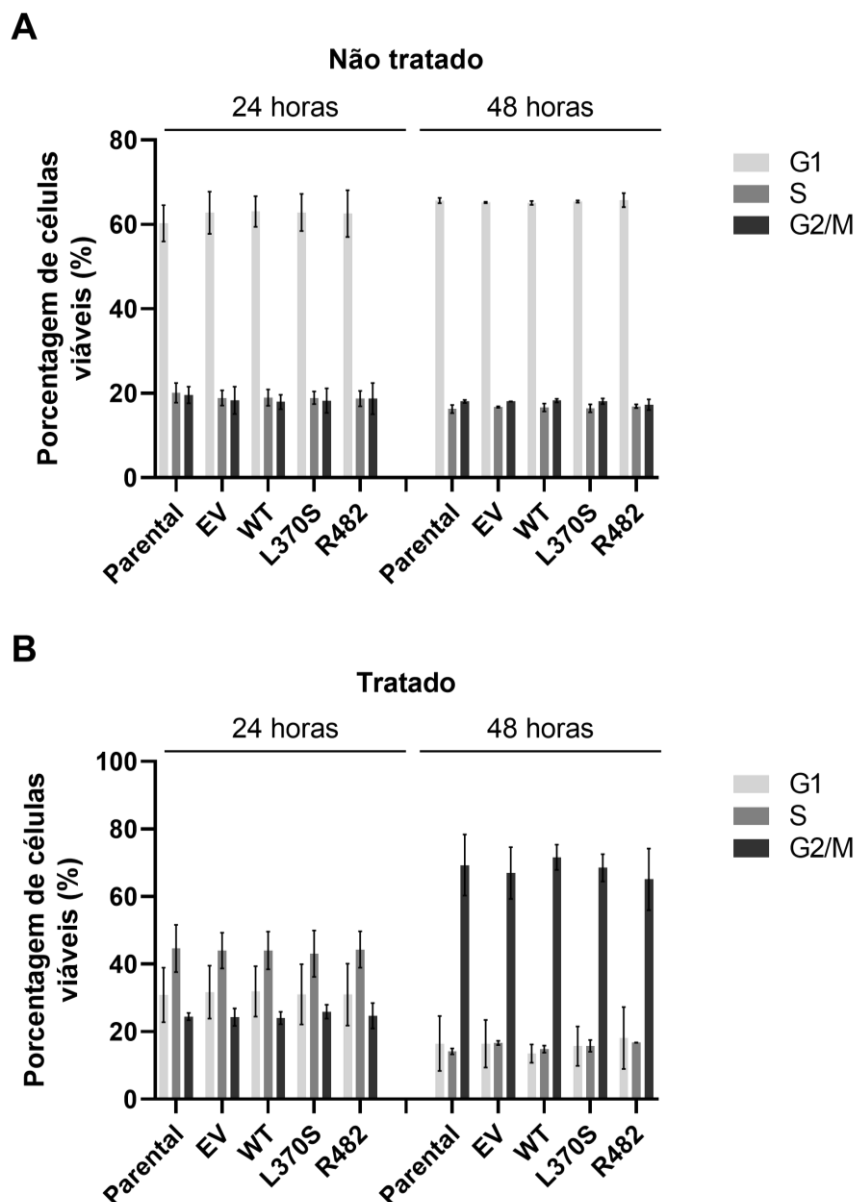 A
Não tratado
24 horas 48 horas
Porcentagem de células
viáveis (%)
80
60
40
20
0
G1
S
G2/M
Parental EV WT L370S R482 Parental EV WT L370S R482
B
Tratado
24 horas 48 horas
Porcentagem de células
viáveis (%)
100
80
60
40
20
0
G1
S
G2/M
Parental EV WT L370S R482 Parental EV WT L370S R482